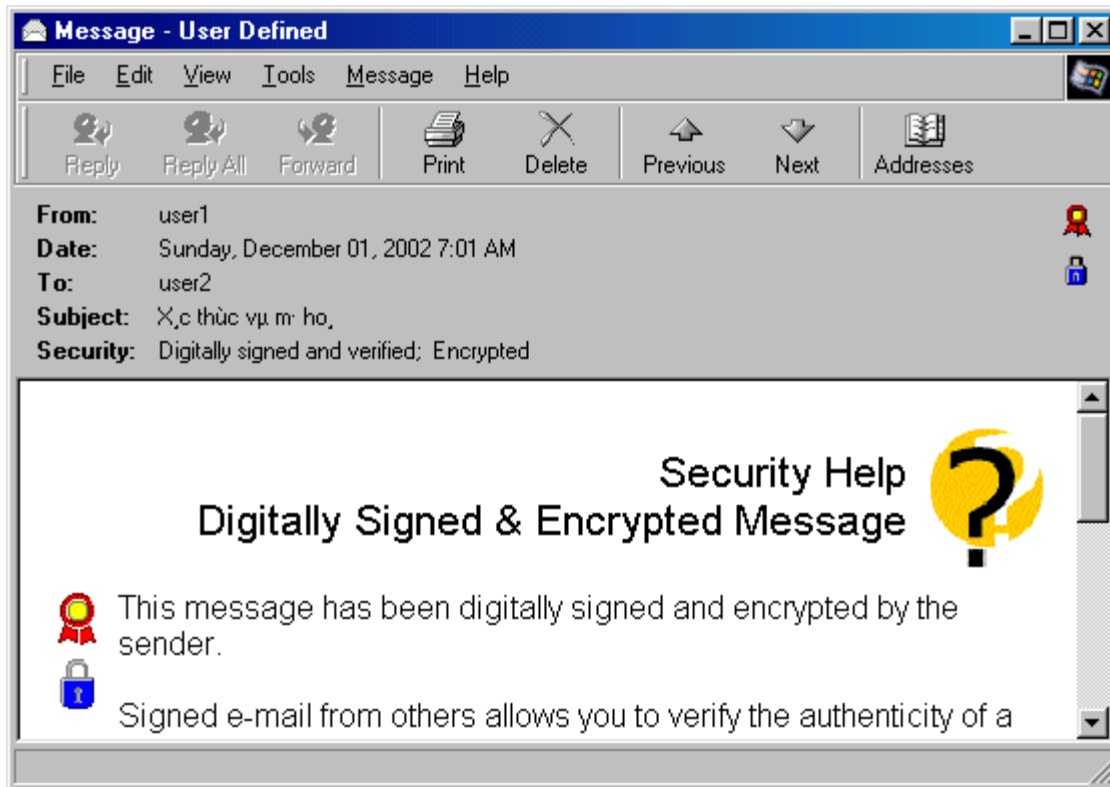 Message - User Defined
File Edit View Tools Message Help
Reply Reply All Forward Print Delete Previous Next Addresses
From: user1
Date: Sunday, December 01, 2002 7:01 AM
To: user2
Subject: X¸c thùc vµ m· ho¸
Security: Digitally signed and verified; Encrypted
Security Help
Digitally Signed & Encrypted Message
This message has been digitally signed and encrypted by the
sender.
Signed e-mail from others allows you to verify the authenticity of a